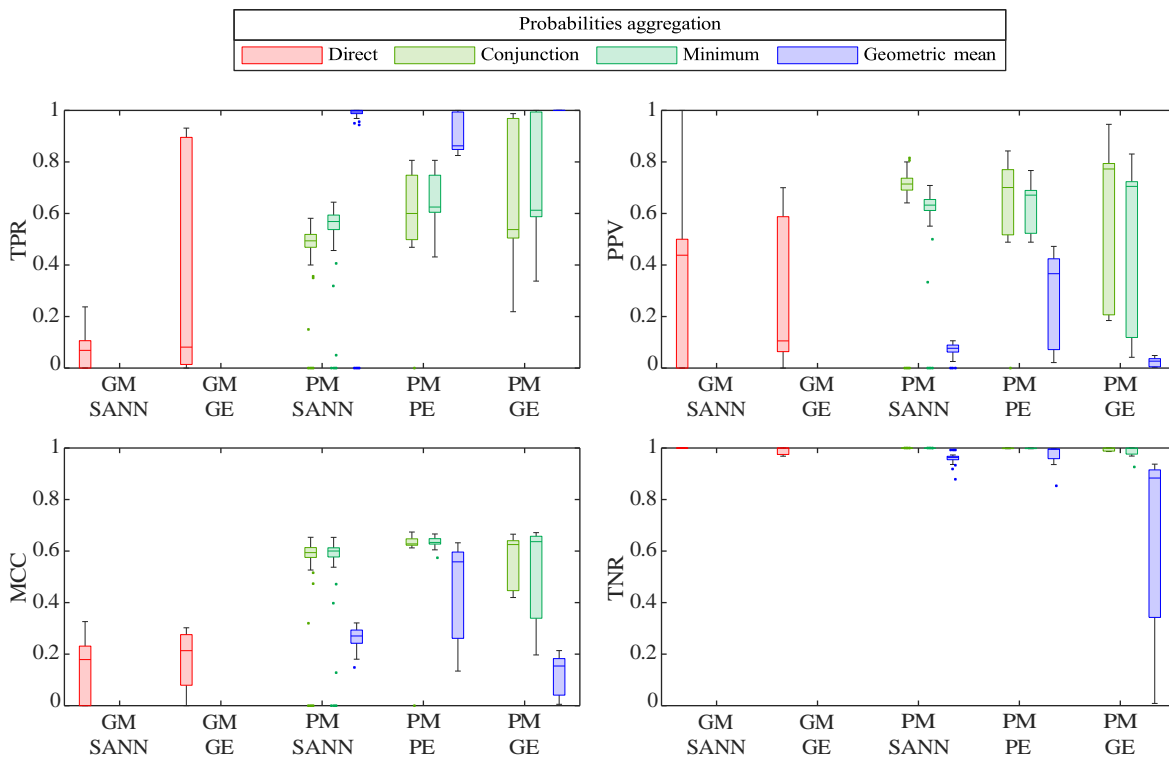 Probabilities aggregation
Direct Conjunction Minimum Geometric mean
1
0.8
0.6
0.4
0.2
0
TPR
GM GM PM PM PM
SANN GE SANN PE GE
1
0.8
0.6
0.4
0.2
0
PPV
GM GM PM PM PM
SANN GE SANN PE GE
1
0.8
0.6
0.4
0.2
0
MCC
GM GM PM PM PM
SANN GE SANN PE GE
1
0.8
0.6
0.4
0.2
0
TNR
GM GM PM PM PM
SANN GE SANN PE GE